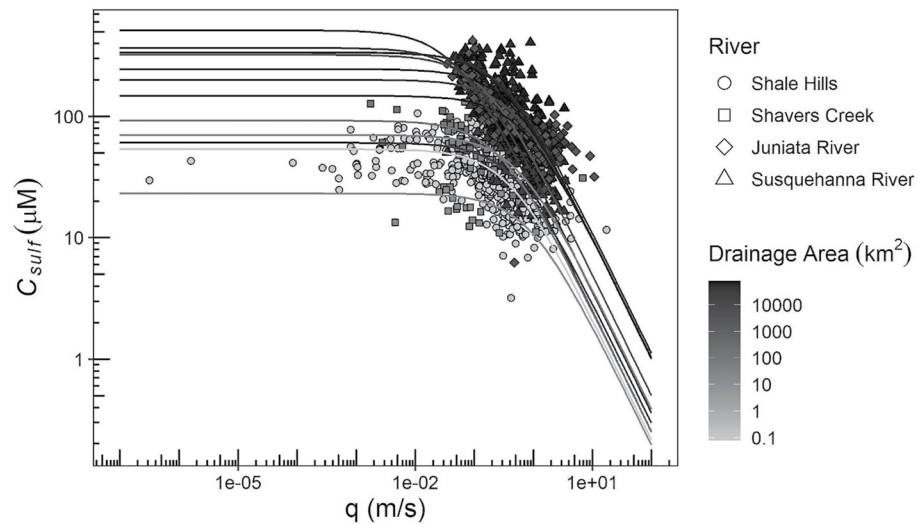 100
10
1
C_sulf (μM)
1e-05
1e-02
1e+01
q (m/s)
River
Shale Hills
Shavers Creek
Juniata River
Susquehanna River
Drainage Area (km²)
10000
1000
100
10
1
0.1